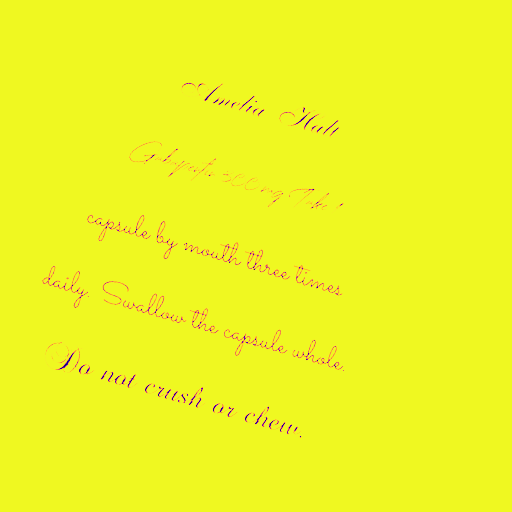 Amelia Hall
Gabapentin 300mg Take 1
capsule by mouth three times
daily. Swallow the capsule whole.
Do not crush or chew.